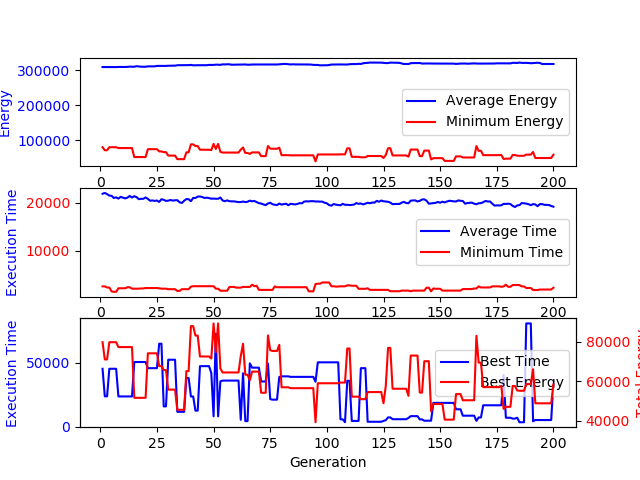 300000
200000
100000
Energy
Average Energy
Minimum Energy
0 25 50 75 100 125 150 175 200
20000
10000
Execution Time
Average Time
Minimum Time
0 25 50 75 100 125 150 175 200
50000
0
Execution Time
Best Time
Best Energy
80000
60000
40000
Total Energy
0 25 50 75 100 125 150 175 200
Generation